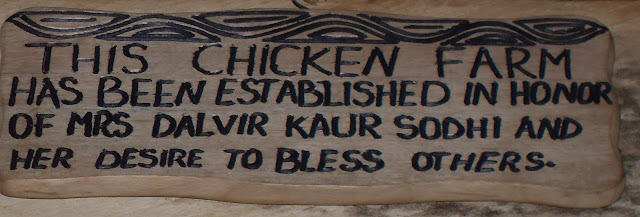 THIS CHICKEN FARM
HAS BEEN ESTABLISHED IN HONOR
OF MRS DALVIR KAUR SODHI AND
HER DESIRE TO BLESS OTHERS.